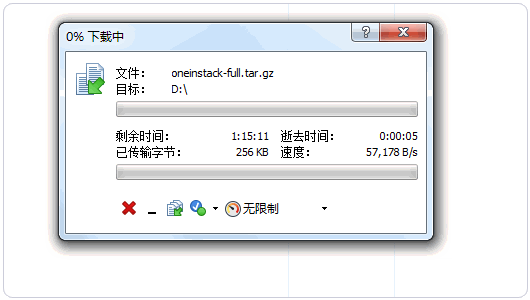 0% 下载中
文件： oneinstack-full.tar.gz
目标： D:\
剩余时间： 1:15:11 逝去时间： 0:00:05
已传输字节： 256 KB 速度： 57,178 B/s
无限制